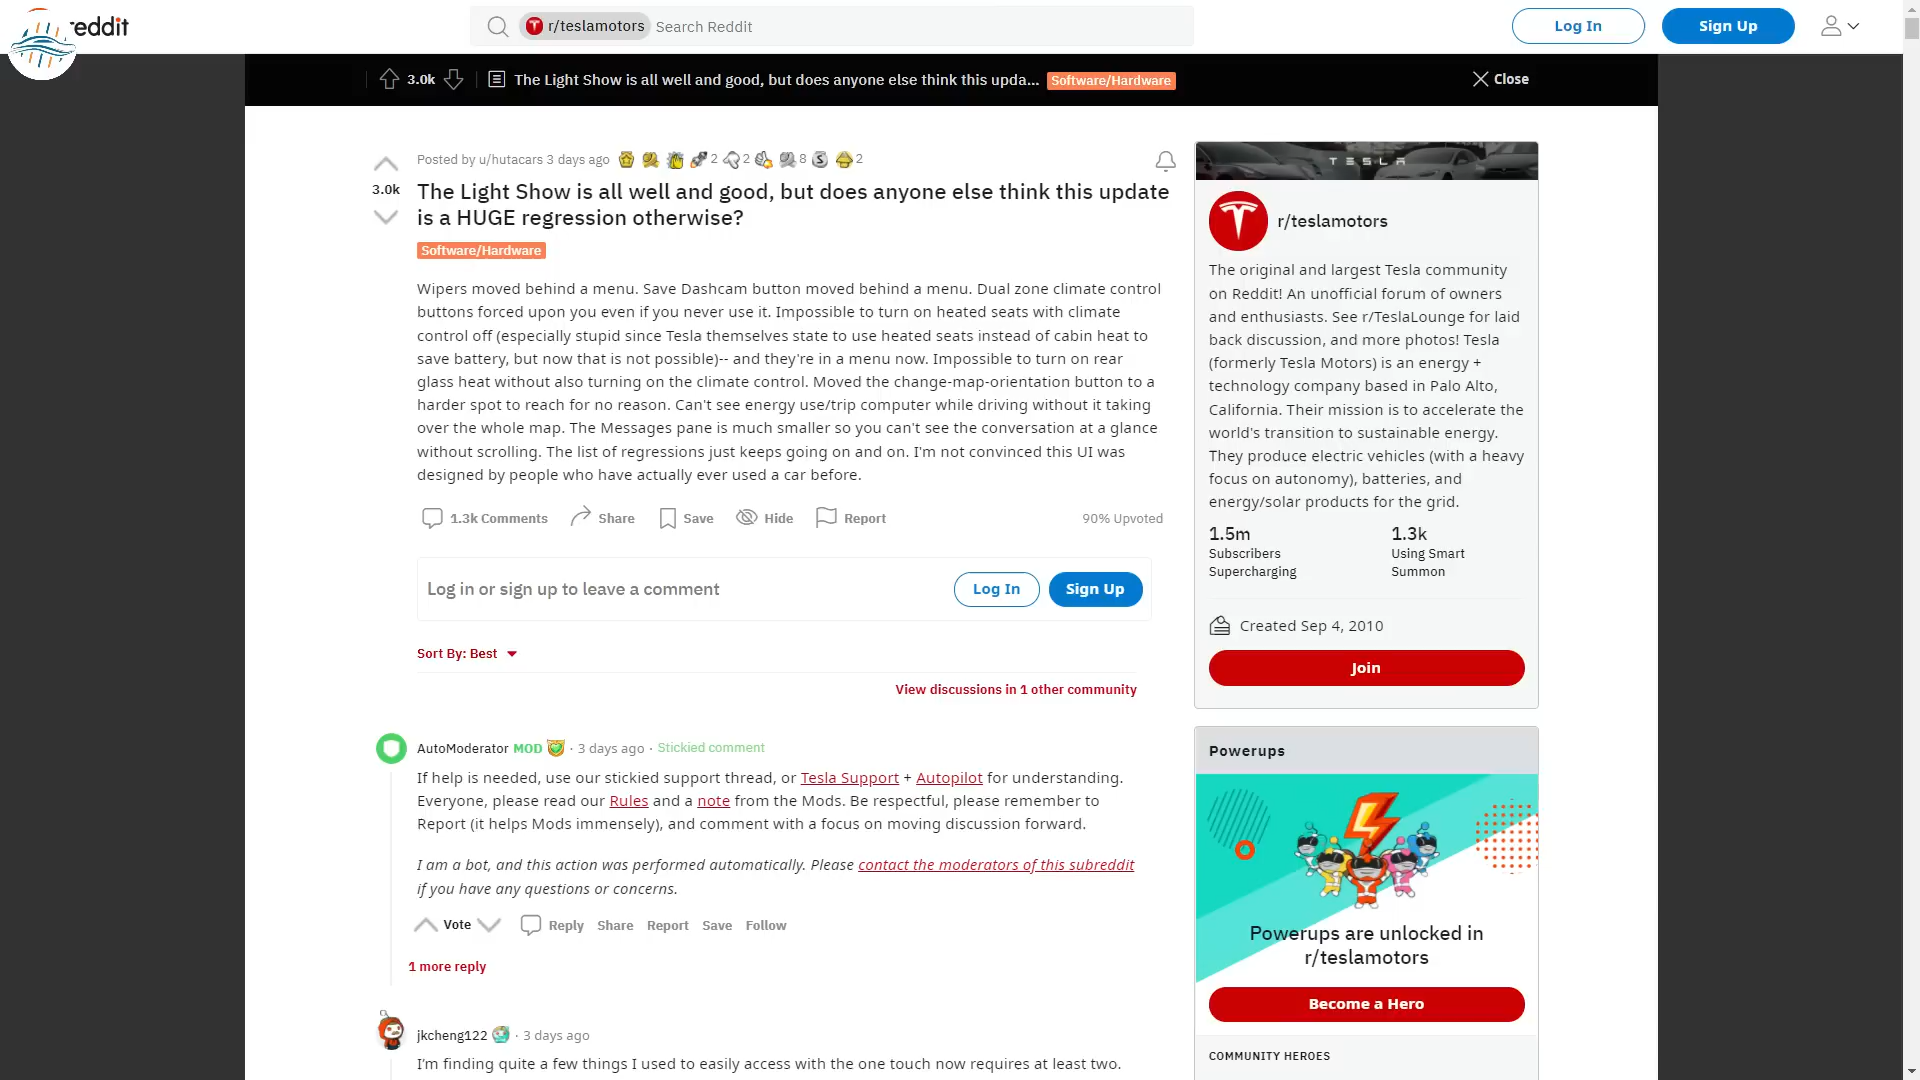 reddit
r/teslamotors Search Reddit
Log In
Sign Up
3.0k
The Light Show is all well and good, but does anyone else think this upda...
Software/Hardware
Close
Posted by u/hutacars 3 days ago
2
2
8
2
3.0k
The Light Show is all well and good, but does anyone else think this update
is a HUGE regression otherwise?
Software/Hardware
Wipers moved behind a menu. Save Dashcam button moved behind a menu. Dual zone climate control
buttons forced upon you even if you never use it. Impossible to turn on heated seats with climate
control off (especially stupid since Tesla themselves state to use heated seats instead of cabin heat to
save battery, but now that is not possible)-- and they're in a menu now. Impossible to turn on rear
glass heat without also turning on the climate control. Moved the change-map-orientation button to a
harder spot to reach for no reason. Can't see energy use/trip computer while driving without it taking
over the whole map. The Messages pane is much smaller so you can't see the conversation at a glance
without scrolling. The list of regressions just keeps going on and on. I'm not convinced this UI was
designed by people who have actually ever used a car before.
1.3k Comments
Share
Save
Hide
Report
90% Upvoted
Log in or sign up to leave a comment
Log In
Sign Up
Sort By: Best
View discussions in 1 other community
AutoModerator MOD · 3 days ago · Stickied comment
If help is needed, use our stickied support thread, or Tesla Support + Autopilot for understanding.
Everyone, please read our Rules and a note from the Mods. Be respectful, please remember to
Report (it helps Mods immensely), and comment with a focus on moving discussion forward.
I am a bot, and this action was performed automatically. Please contact the moderators of this subreddit
if you have any questions or concerns.
Vote
Reply
Share
Report
Save
Follow
1 more reply
jkcheng122 · 3 days ago
I'm finding quite a few things I used to easily access with the one touch now requires at least two.
TESLA
r/teslamotors
The original and largest Tesla community
on Reddit! An unofficial forum of owners
and enthusiasts. See r/TeslaLounge for laid
back discussion, and more photos! Tesla
(formerly Tesla Motors) is an energy +
technology company based in Palo Alto,
California. Their mission is to accelerate the
world's transition to sustainable energy.
They produce electric vehicles (with a heavy
focus on autonomy), batteries, and
energy/solar products for the grid.
1.5m
Subscribers
Supercharging
1.3k
Using Smart
Summon
Created Sep 4, 2010
Join
Powerups
Powerups are unlocked in
r/teslamotors
Become a Hero
COMMUNITY HEROES